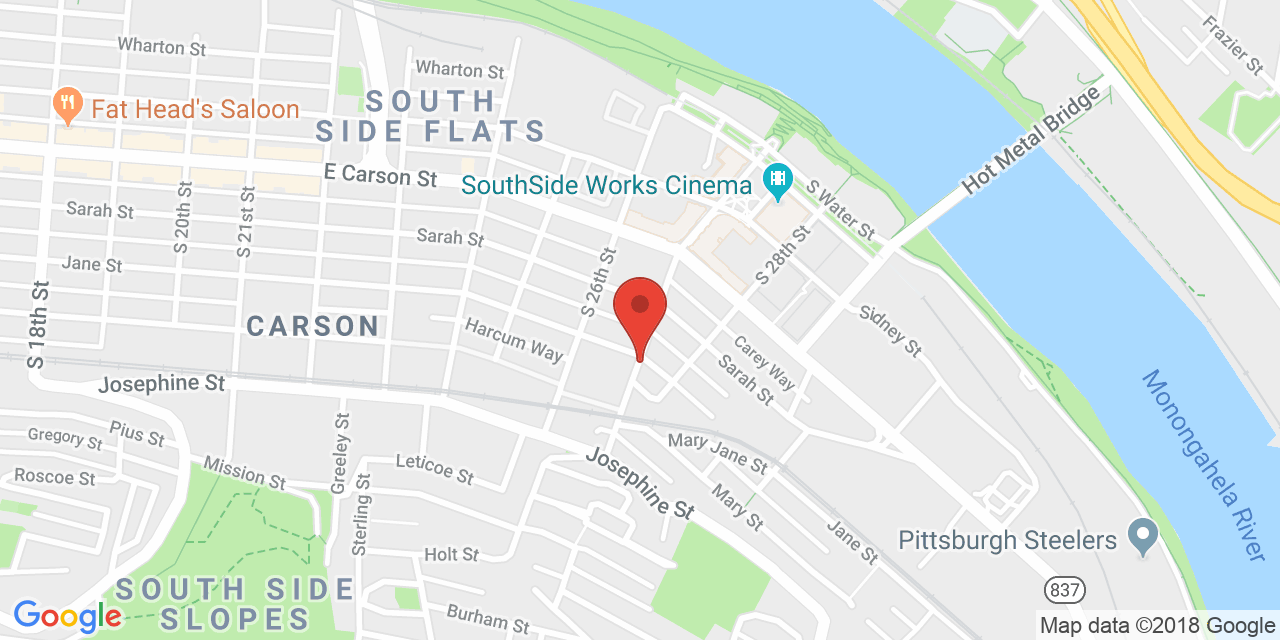 Wharton St
Frazier St
Wharton St
Fat Head's Saloon
SOUTH
SIDE FLATS
Hot Metal Bridge
E Carson St
SouthSide Works Cinema
S Water St
S 20th St
S 21st St
Sarah St
Sarah St
S 28th St
Jane St
S 26th St
S 18th St
CARSON
Harcum Way
Sidney St
Carey Way
Sarah St
Josephine St
Monongahela River
Pius St
Gregory St
Greeley St
Mary Jane St
Roscoe St
Mission St
Leticoe St
Josephine St
Sterling St
Mary St
Jane St
Pittsburgh Steelers
Holt St
SOUTH SIDE
SLOPES
837
Burham St
Google
Map data ©2018 Google